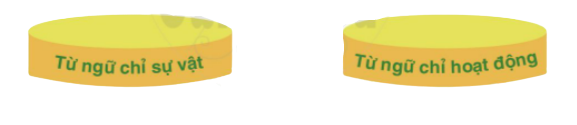 Từ ngữ chỉ sự vật
Từ ngữ chỉ hoạt động